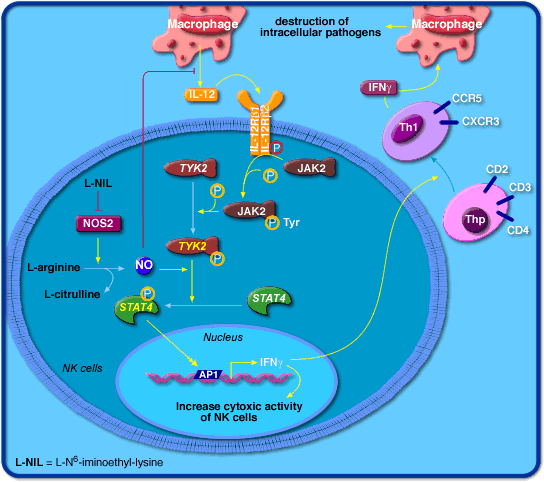 Macrophage
destruction of
intracellular pathogens
Macrophage
IL-12
IFNγ
CCR5
Th1
CXCR3
IL-12Rβ1
IL-12Rβ2
P
TYK2
P
JAK2
CD2
CD3
Thp
CD4
L-NIL
P
JAK2
P
Tyr
NOS2
TYK2
P
L-arginine
NO
L-citrulline
P
STAT4
STAT4
Nucleus
NK cells
IFNγ
AP1
Increase cytoxic activity
of NK cells
L-NIL = L-N6-iminoethyl-lysine